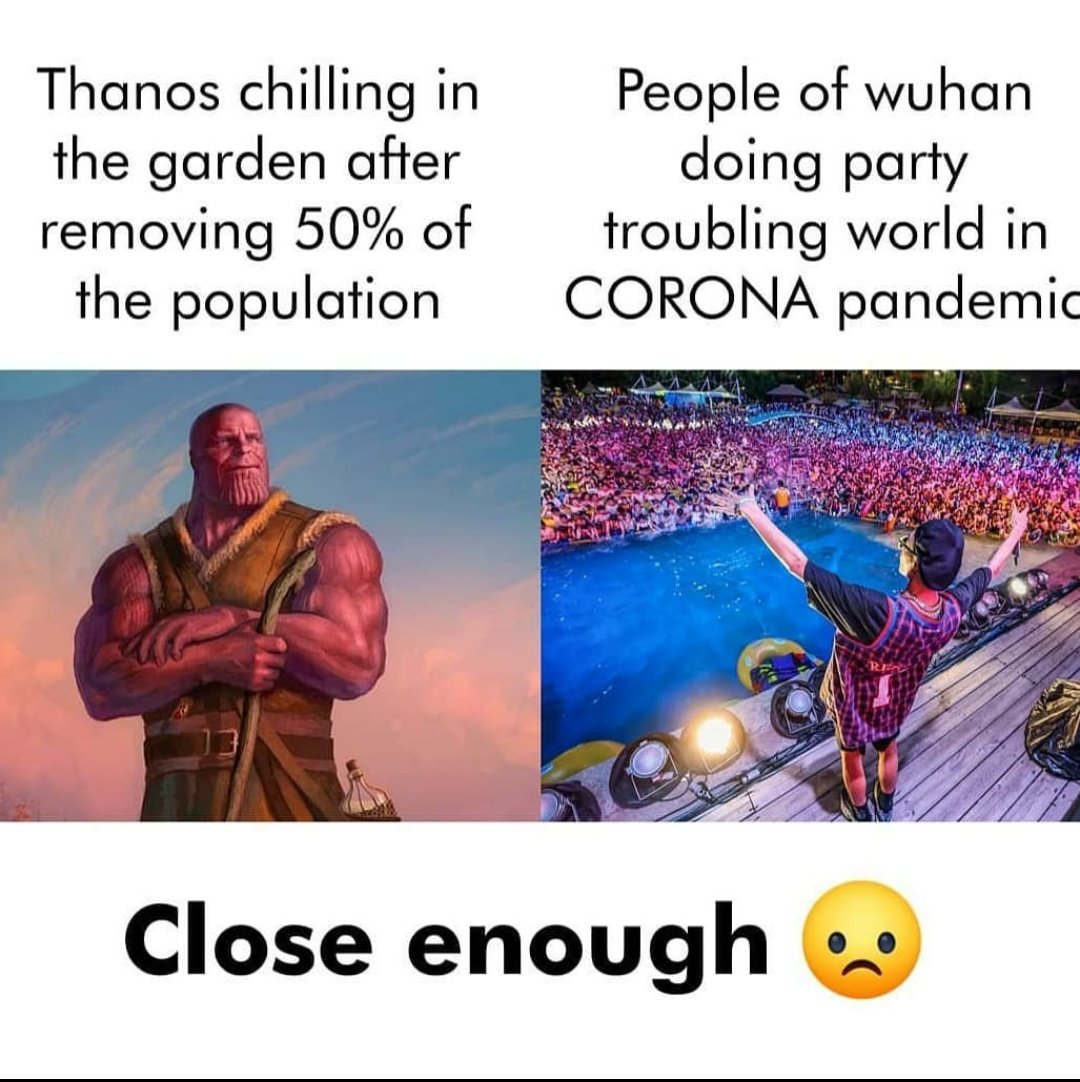 Thanos chilling in
the garden after
removing 50% of
the population
People of wuhan
doing party
troubling world in
CORONA pandemic
1
Close enough ☹️